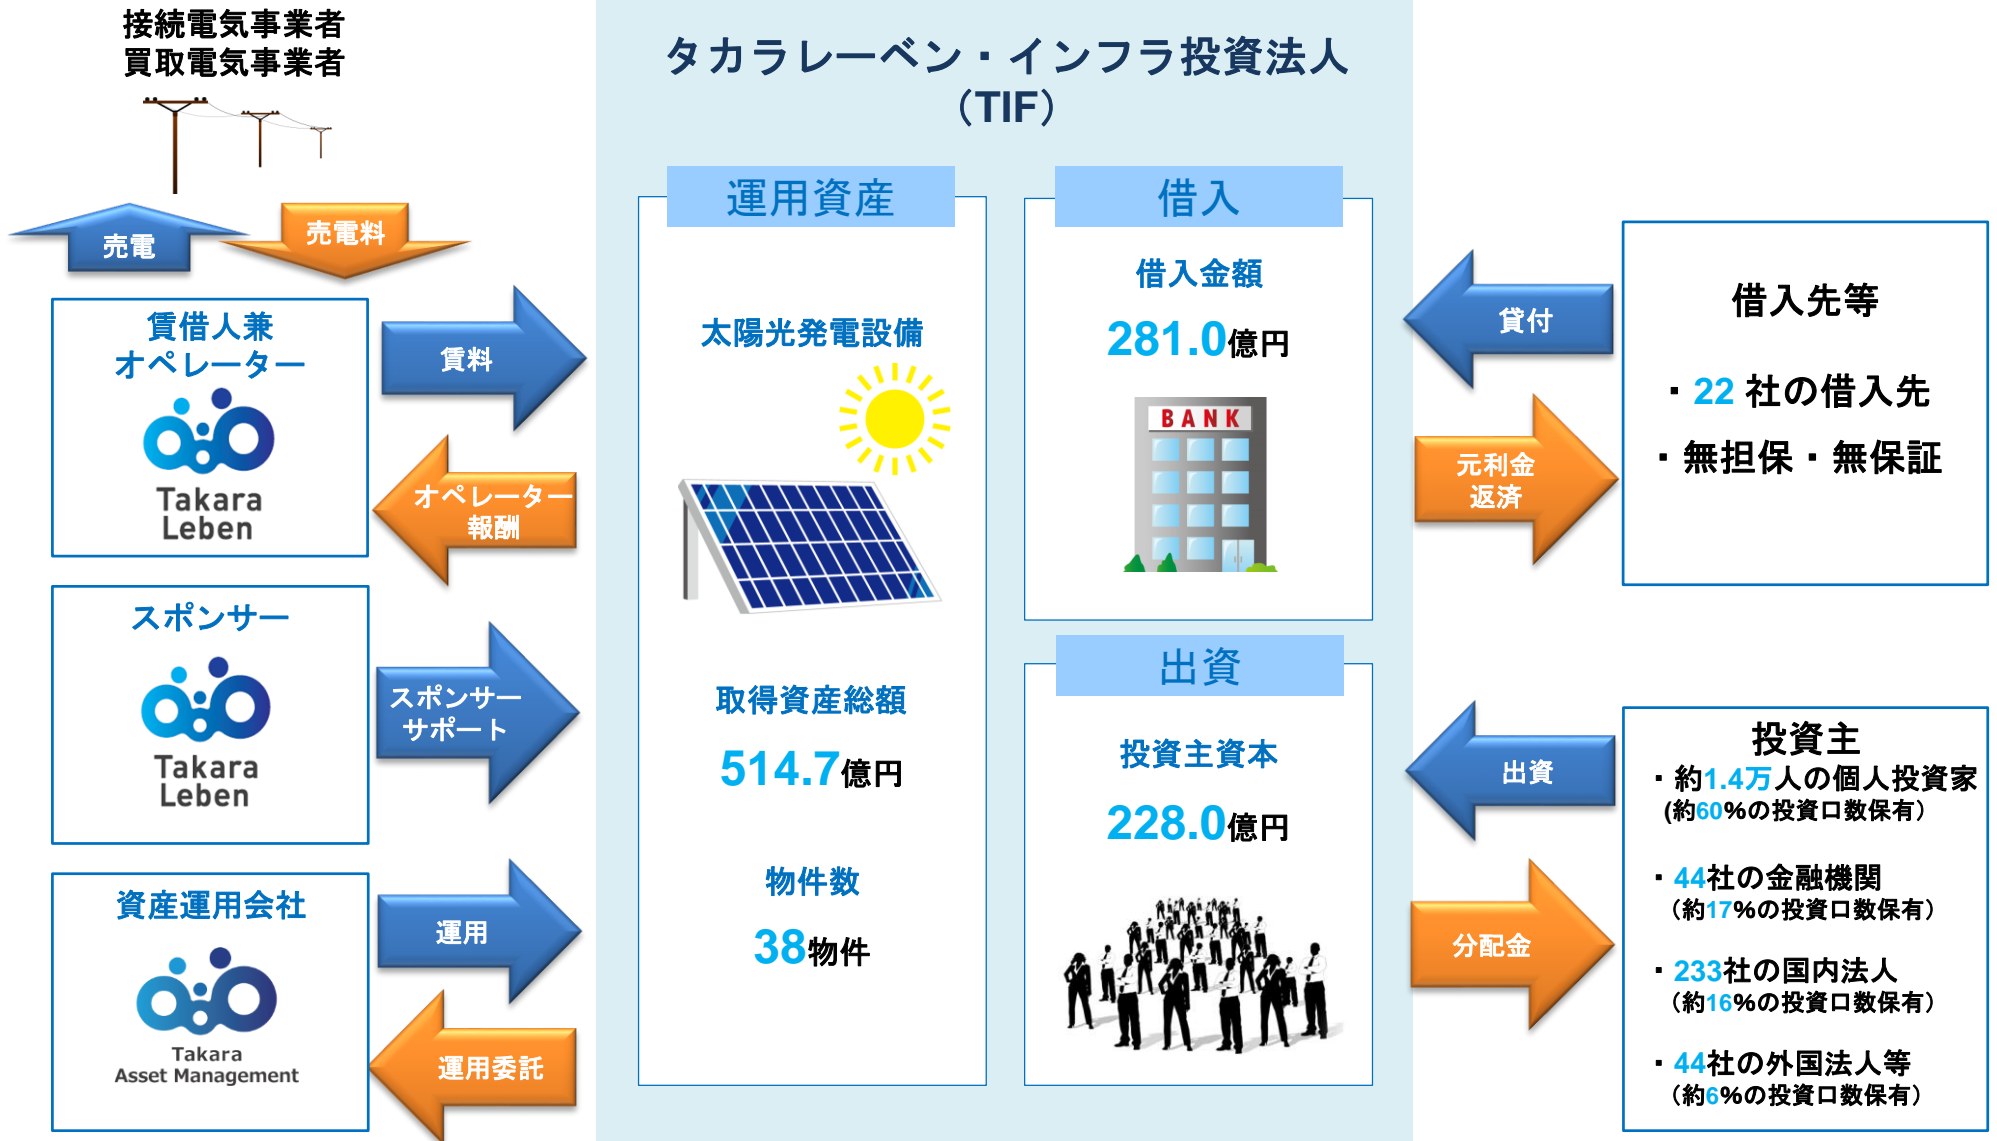 接続電気事業者
買取電気事業者
売電
売電料
賃借人兼
オペレーター
Takara
Leben
賃料
オペレーター
報酬
スポンサー
Takara
Leben
スポンサー
サポート
資産運用会社
Takara
Asset Management
運用
運用委託
タカラレーベン・インフラ投資法人
（TIF）
運用資産
太陽光発電設備
取得資産総額
514.7億円
物件数
38物件
借入
借入金額
281.0億円
BANK
出資
投資主資本
228.0億円
貸付
元利金
返済
借入先等
・22 社の借入先
・無担保・無保証
出資
分配金
投資主
・約1.4万人の個人投資家
(約60%の投資口数保有）
・44社の金融機関
（約17%の投資口数保有）
・233社の国内法人
（約16%の投資口数保有）
・44社の外国法人等
（約6%の投資口数保有）